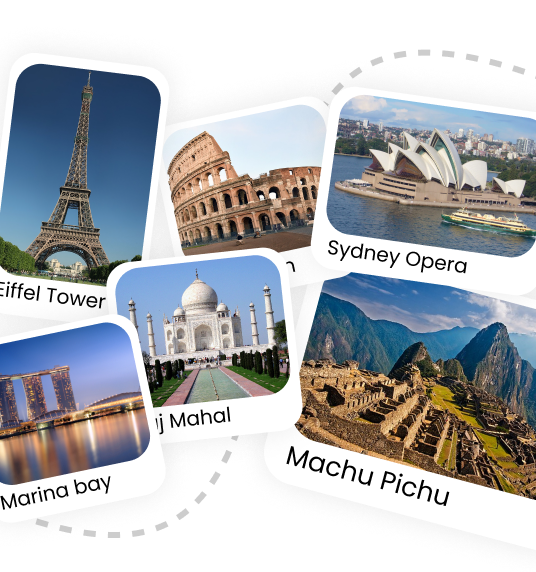 Eiffel Tower
n
Sydney Opera
j Mahal
Marina bay
Machu Pichu